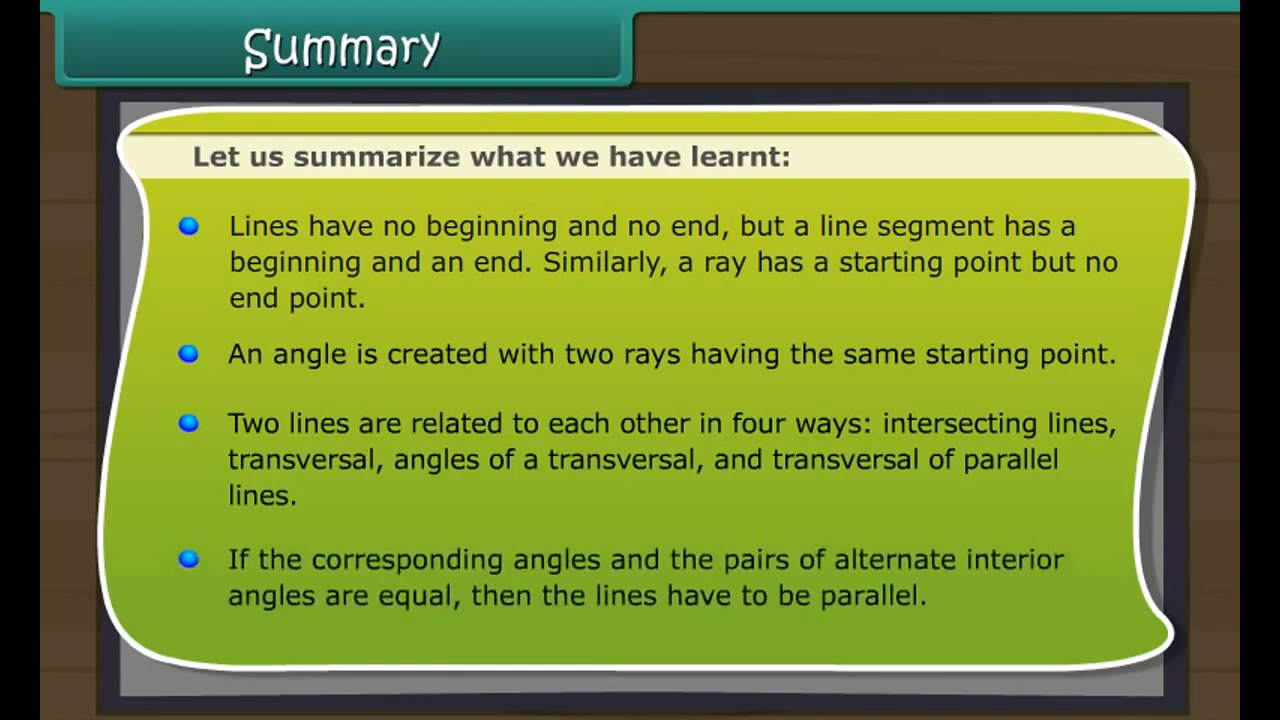 Summary
Let us summarize what we have learnt:
Lines have no beginning and no end, but a line segment has a
beginning and an end. Similarly, a ray has a starting point but no
end point.
An angle is created with two rays having the same starting point.
Two lines are related to each other in four ways: intersecting lines,
transversal, angles of a transversal, and transversal of parallel
lines.
If the corresponding angles and the pairs of alternate interior
angles are equal, then the lines have to be parallel.